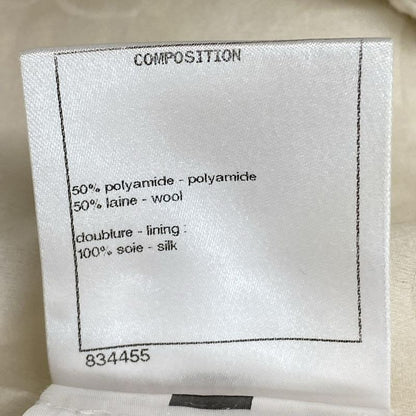 COMPOSITION
50% polyamide - polyamide
50% laine - wool
doublure - lining :
100% soie - silk
834455